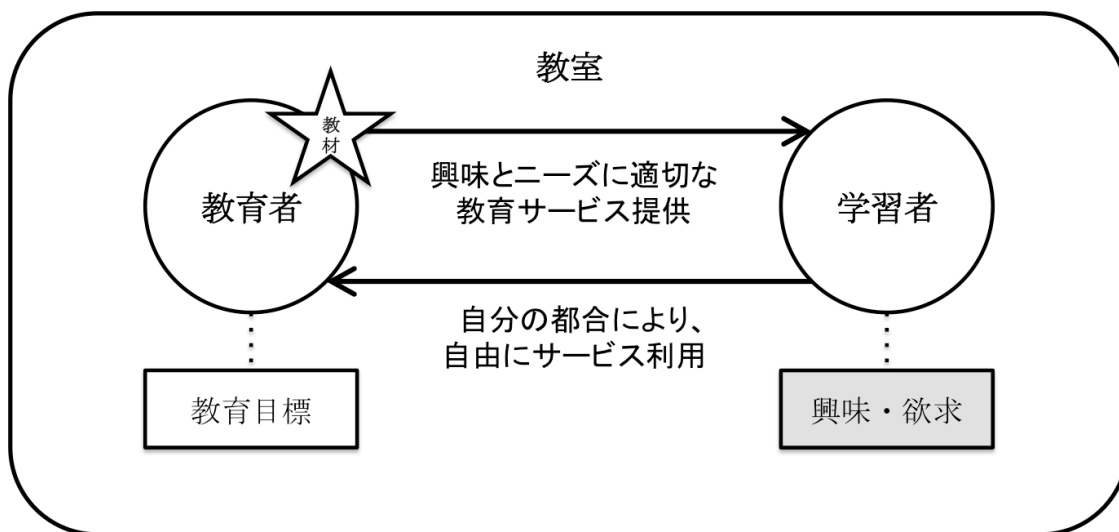 教室
教材
教育者
興味とニーズに適切な
教育サービス提供
学習者
自分の都合により、
自由にサービス利用
教育目標
興味・欲求